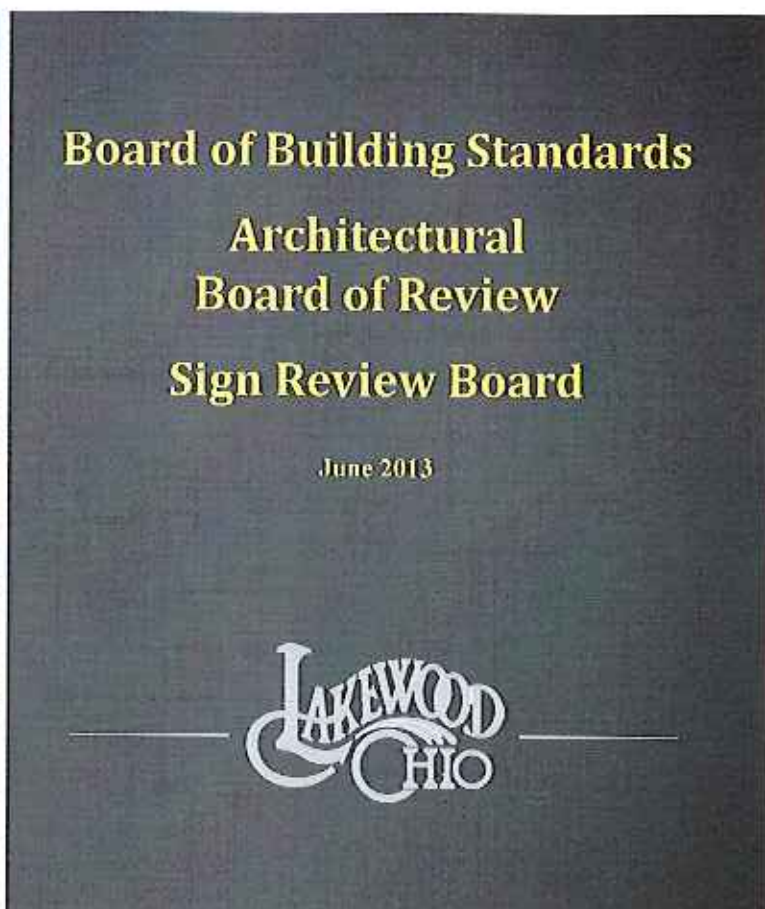 Board of Building Standards
Architectural
Board of Review
Sign Review Board
June 2013
LAKEWOOD
OHIO